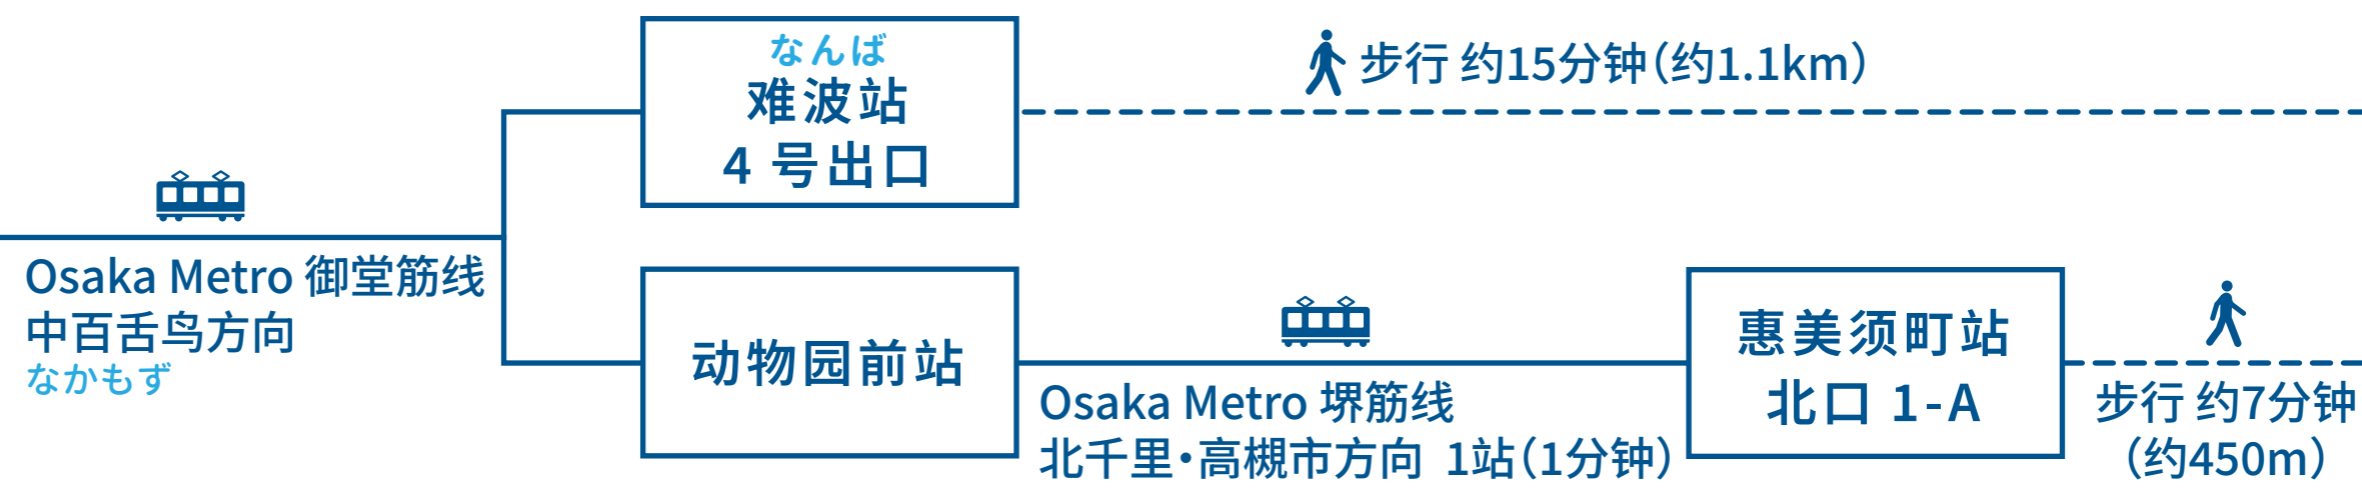 なんば
难波站
4 号出口
步行 约15分钟（约1.1km）
Osaka Metro 御堂筋线
中百舌鸟方向
なかもず
动物园前站
Osaka Metro 堺筋线
北千里・高槻市方向 1站（1分钟）
惠美须町站
北口 1-A
步行 约7分钟
（约450m）